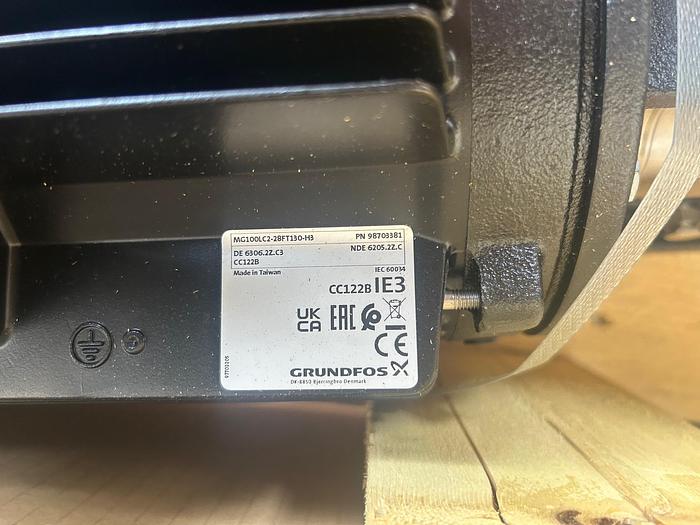 MG100LC2-28FT130-H3 PN 98703381
DE 6306.2Z.C3 NDE 6205.2Z.C
CC122B
Made in Taiwan IEC 60034
CC122B IE3
UK CA EAC CE
GRUNDFOS
DK-8850 Bjerringbro Denmark